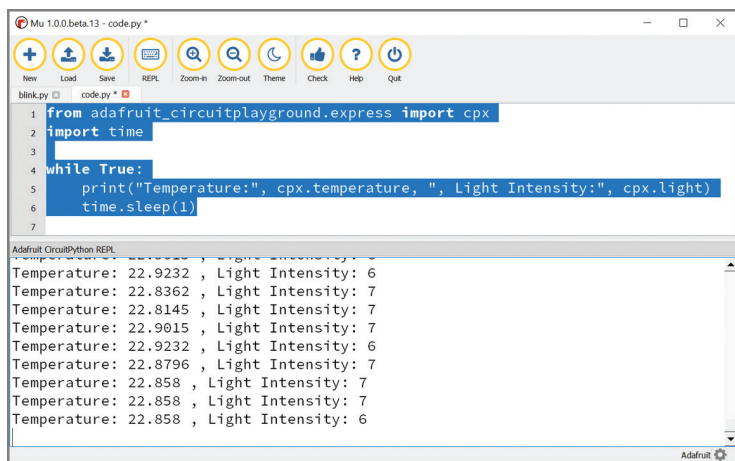 Mu 1.0.0.beta.13 - code.py *
New Load Save REPL Zoom-in Zoom-out Theme Check Help Quit
blink.py code.py *
1 from adafruit_circuitplayground.express import cpx
2 import time
3
4 while True:
5 print("Temperature:", cpx.temperature, ", Light Intensity:", cpx.light)
6 time.sleep(1)
7
Adafruit CircuitPython REPL
Temperature: 22.9232 , Light Intensity: 6
Temperature: 22.8362 , Light Intensity: 7
Temperature: 22.8145 , Light Intensity: 7
Temperature: 22.9015 , Light Intensity: 7
Temperature: 22.9232 , Light Intensity: 6
Temperature: 22.8796 , Light Intensity: 7
Temperature: 22.858 , Light Intensity: 7
Temperature: 22.858 , Light Intensity: 7
Temperature: 22.858 , Light Intensity: 6
Adafruit